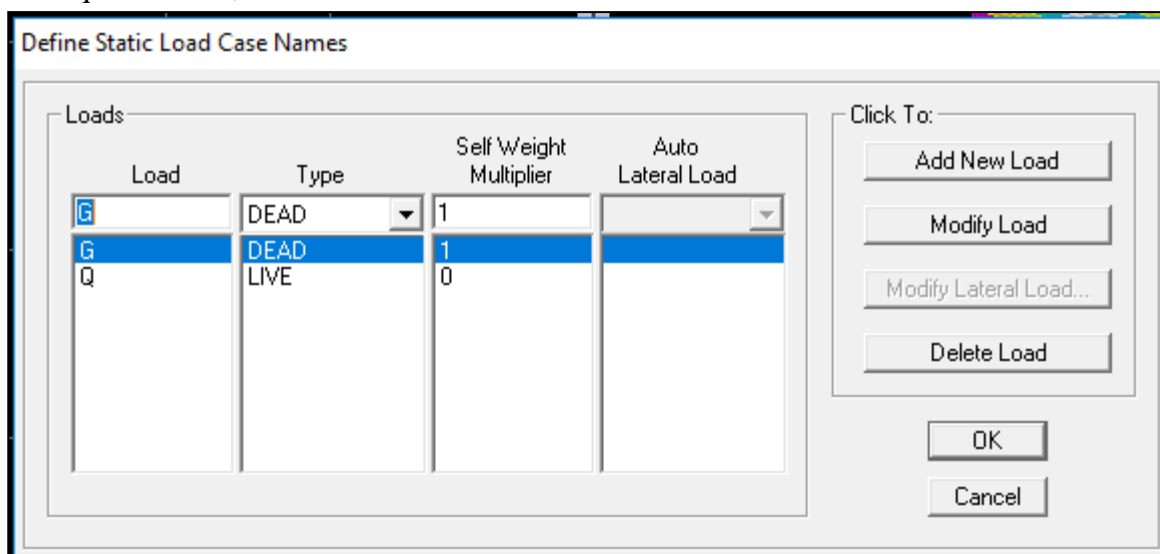 Define Static Load Case Names
Loads
Load Type Self Weight Multiplier Auto Lateral Load
G DEAD 1
G DEAD 1
Q LIVE 0
Click To:
Add New Load
Modify Load
Modify Lateral Load...
Delete Load
OK
Cancel